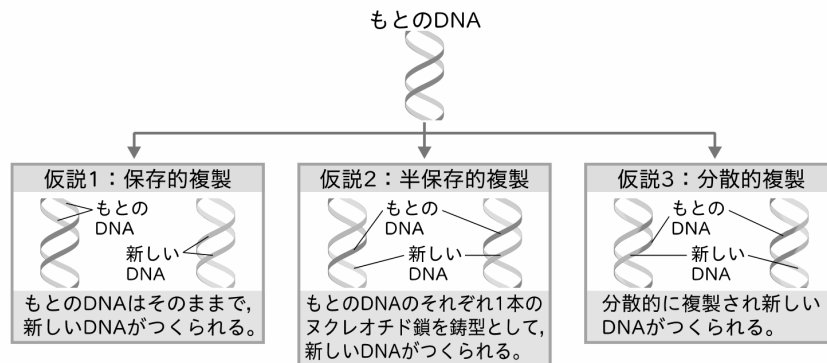 もとのDNA
仮説1：保存的複製
もとの
DNA
新しい
DNA
もとのDNAはそのままで，
新しいDNAがつくられる。
仮説2：半保存的複製
もとの
DNA
新しい
DNA
もとのDNAのそれぞれ1本の
ヌクレオチド鎖を鋳型として，
新しいDNAがつくられる。
仮説3：分散的複製
もとの
DNA
新しい
DNA
分散的に複製され新しい
DNAがつくられる。